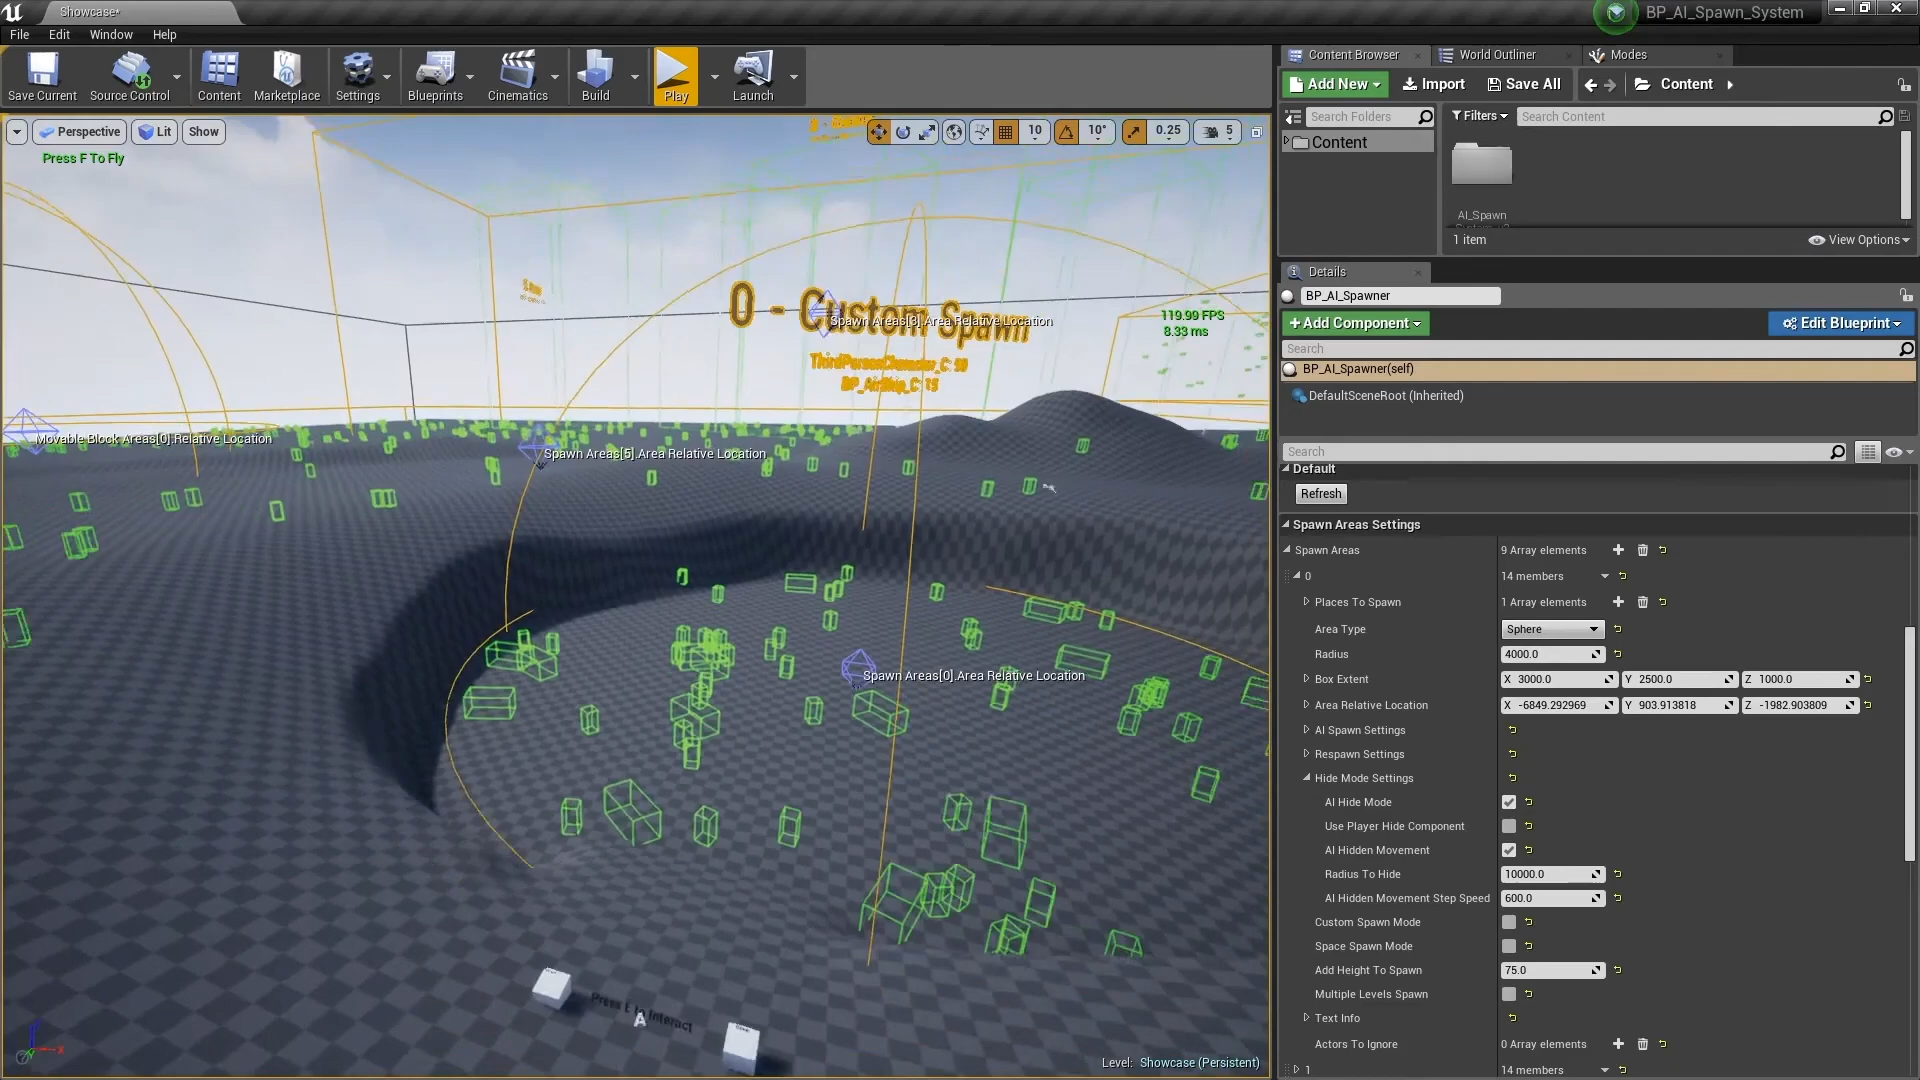 Showcase*
BP_AI_Spawn_System
File Edit Window Help
Save Current Source Control Content Marketplace Settings Blueprints Cinematics Build Play Launch
Perspective Lit Show
10 10° 0.25 5
Press F To Fly
0 - Custom Spawn
Spawn Areas[3].Area Relative Location
119.99 FPS
8.33 ms
ThirdPersonCharacter_C: 90
BP_AirShip_C: 15
Movable Block Areas[0].Relative Location
Spawn Areas[5].Area Relative Location
Spawn Areas[0].Area Relative Location
Press E to Interact
A
Level: Showcase (Persistent)
Content Browser World Outliner Modes
Add New Import Save All Content
Search Folders Filters Search Content
Content
AI_Spawn
1 item View Options
Details
BP_AI_Spawner
+Add Component Edit Blueprint
Search
BP_AI_Spawner(self)
DefaultSceneRoot (Inherited)
Search
Default
Refresh
Spawn Areas Settings
Spawn Areas 9 Array elements
0 14 members
Places To Spawn 1 Array elements
Area Type Sphere
Radius 4000.0
Box Extent X 3000.0 Y 2500.0 Z 1000.0
Area Relative Location X -6849.292969 Y 903.913818 Z -1982.903809
AI Spawn Settings
Respawn Settings
Hide Mode Settings
AI Hide Mode
Use Player Hide Component
AI Hidden Movement
Radius To Hide 10000.0
AI Hidden Movement Step Speed 600.0
Custom Spawn Mode
Space Spawn Mode
Add Height To Spawn 75.0
Multiple Levels Spawn
Text Info
Actors To Ignore 0 Array elements
1 14 members